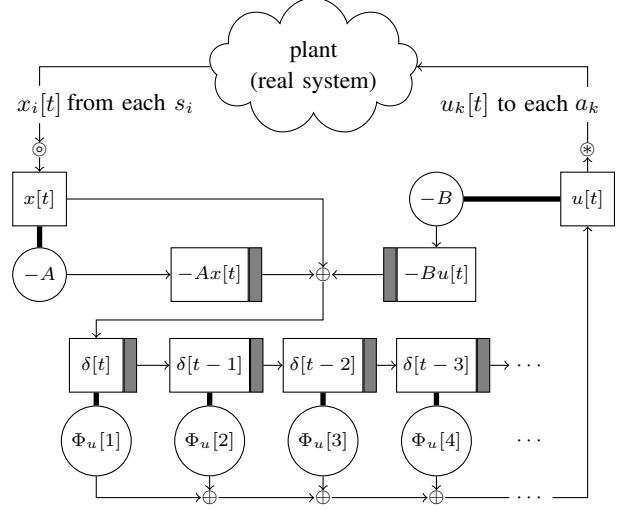 plant
(real system)
x_i[t] from each s_i
u_k[t] to each a_k
x[t]
−B
u[t]
−A
−Ax[t]
−Bu[t]
δ[t]
δ[t − 1]
δ[t − 2]
δ[t − 3]
⋯
Φ_u[1]
Φ_u[2]
Φ_u[3]
Φ_u[4]
⋯
⋯